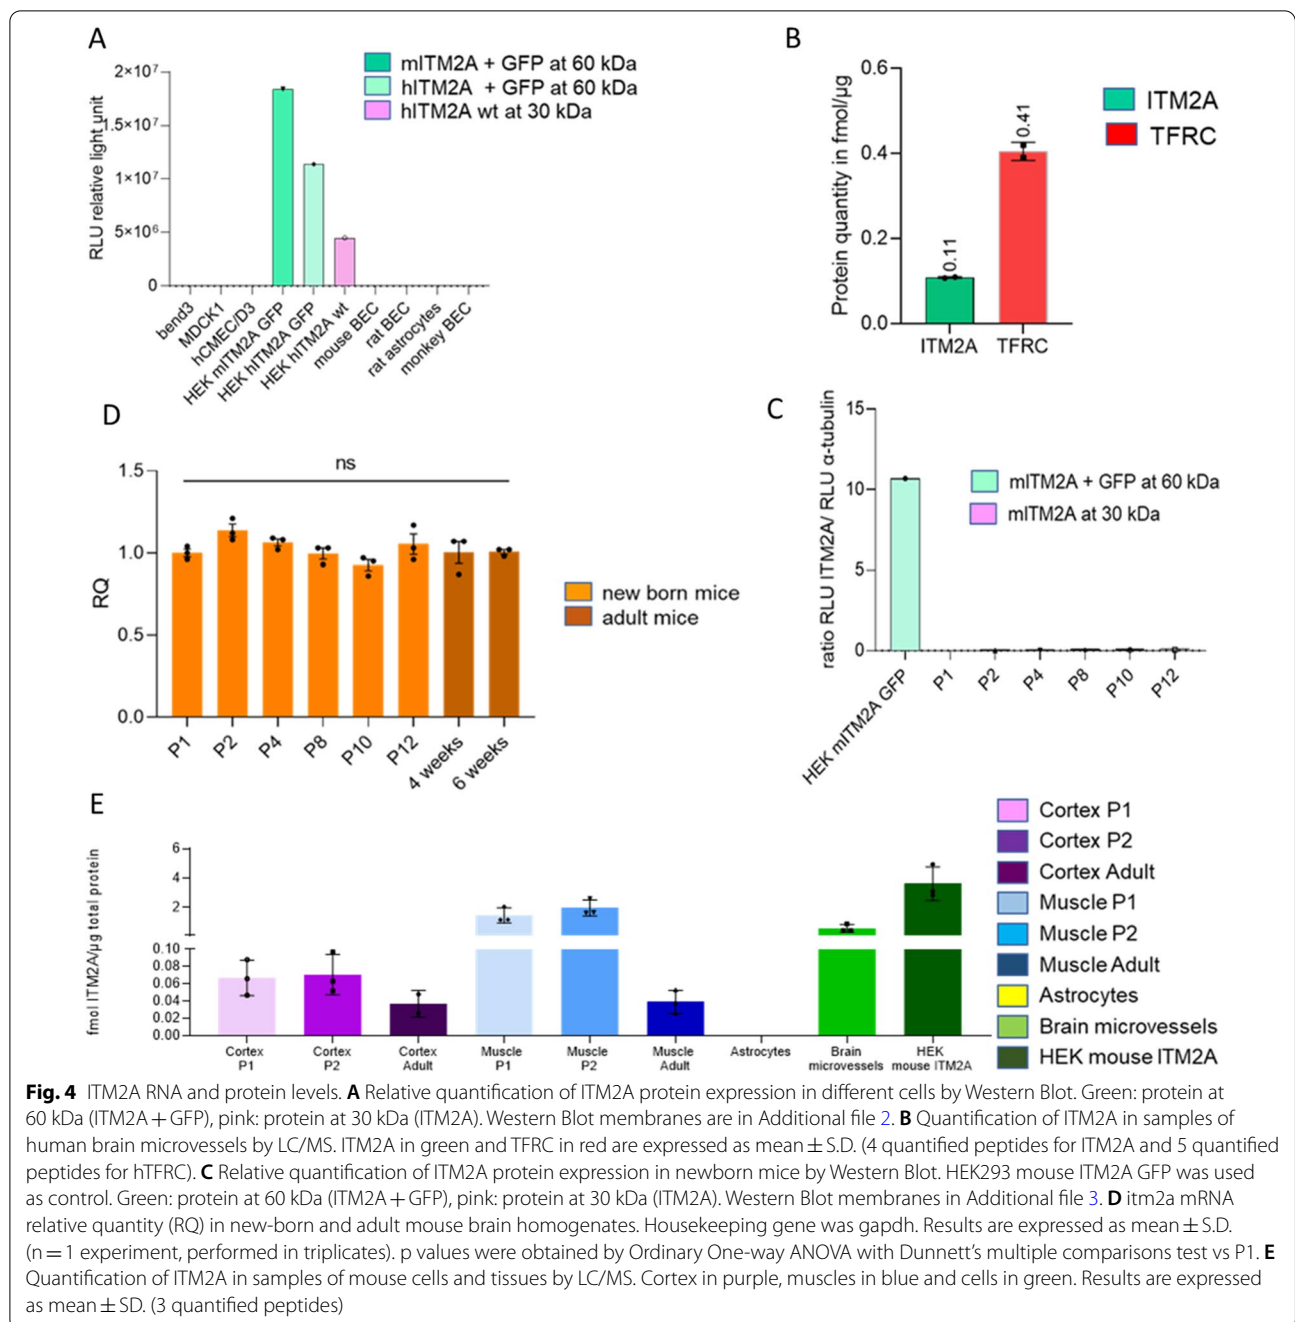 A
mITM2A + GFP at 60 kDa
hITM2A + GFP at 60 kDa
hITM2A wt at 30 kDa
RLU relative light unit
2×10⁷
1.5×10⁷
1×10⁷
5×10⁶
0
bend3
MDCK1
hCMEC/D3
HEK mITM2A GFP
HEK hITM2A GFP
HEK hITM2A wt
mouse BEC
rat BEC
rat astrocytes
monkey BEC
B
Protein quantity in fmol/µg
0.6
0.4
0.2
0.0
0.11
0.41
ITM2A
TFRC
ITM2A
TFRC
D
RQ
1.5
1.0
0.5
0.0
ns
P1
P2
P4
P8
P10
P12
4 weeks
6 weeks
new born mice
adult mice
C
ratio RLU ITM2A/ RLU α-tubulin
15
10
5
0
HEK mITM2A GFP
P1
P2
P4
P8
P10
P12
mITM2A + GFP at 60 kDa
mITM2A at 30 kDa
E
fmol ITM2A/µg total protein
6
4
2
0.10
0.08
0.06
0.04
0.02
0.00
Cortex
P1
Cortex
P2
Cortex
Adult
Muscle
P1
Muscle
P2
Muscle
Adult
Astrocytes
Brain
microvessels
HEK
mouse ITM2A
Cortex P1
Cortex P2
Cortex Adult
Muscle P1
Muscle P2
Muscle Adult
Astrocytes
Brain microvessels
HEK mouse ITM2A
Fig. 4 ITM2A RNA and protein levels. A Relative quantification of ITM2A protein expression in different cells by Western Blot. Green: protein at
60 kDa (ITM2A + GFP), pink: protein at 30 kDa (ITM2A). Western Blot membranes are in Additional file 2. B Quantification of ITM2A in samples of
human brain microvessels by LC/MS. ITM2A in green and TFRC in red are expressed as mean ± S.D. (4 quantified peptides for ITM2A and 5 quantified
peptides for hTFRC). C Relative quantification of ITM2A protein expression in newborn mice by Western Blot. HEK293 mouse ITM2A GFP was used
as control. Green: protein at 60 kDa (ITM2A + GFP), pink: protein at 30 kDa (ITM2A). Western Blot membranes in Additional file 3. D itm2a mRNA
relative quantity (RQ) in new-born and adult mouse brain homogenates. Housekeeping gene was gapdh. Results are expressed as mean ± S.D.
(n = 1 experiment, performed in triplicates). p values were obtained by Ordinary One-way ANOVA with Dunnett's multiple comparisons test vs P1. E
Quantification of ITM2A in samples of mouse cells and tissues by LC/MS. Cortex in purple, muscles in blue and cells in green. Results are expressed
as mean ± SD. (3 quantified peptides)